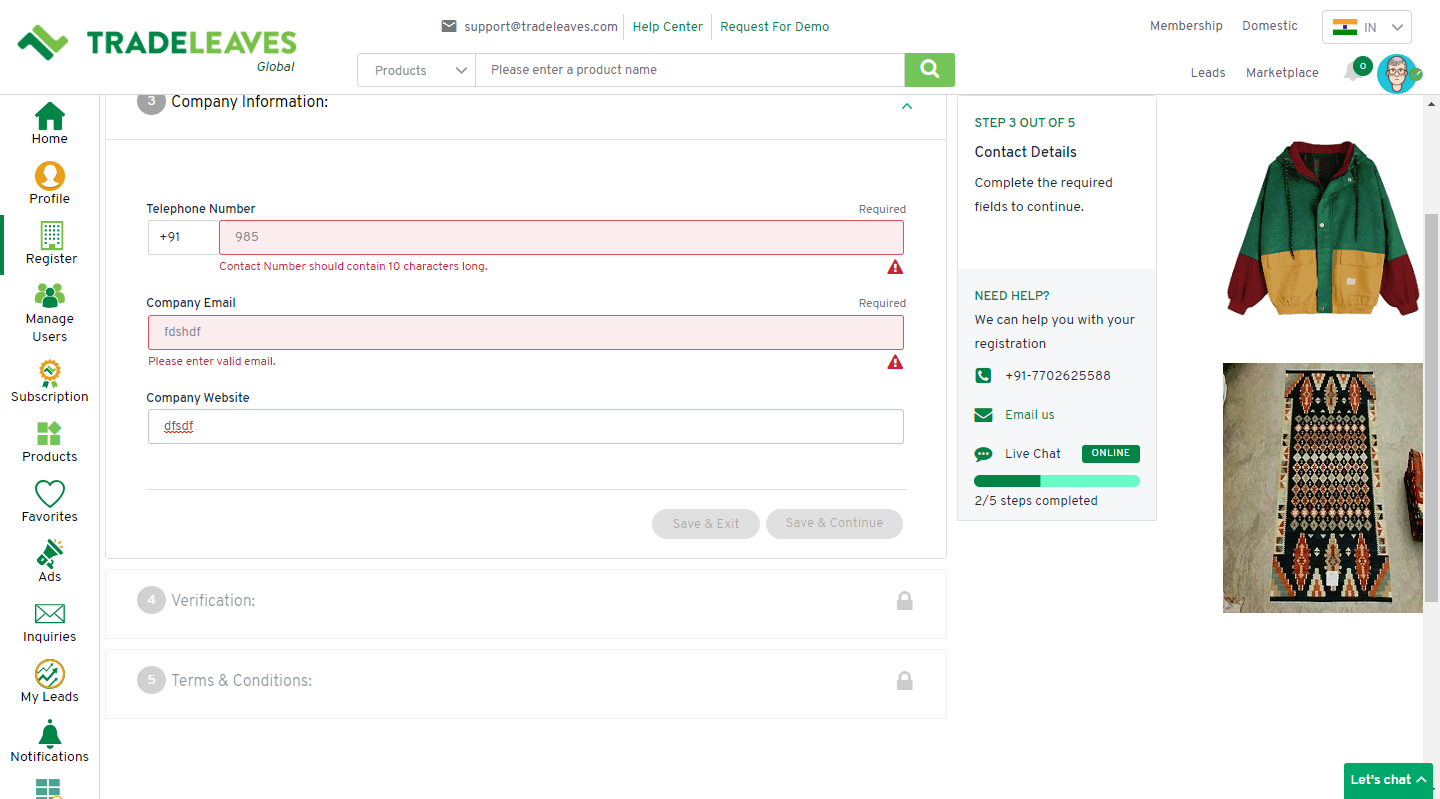 TRADELEAVES
Global
support@tradeleaves.com
Help Center
Request For Demo
Membership
Domestic
IN
Products
Please enter a product name
Leads
Marketplace
0
Home
Profile
Register
Manage
Users
Subscription
Products
Favorites
Ads
Inquiries
My Leads
Notifications
3 Company Information:
Telephone Number
Required
+91
985
Contact Number should contain 10 characters long.
Company Email
Required
fdshdf
Please enter valid email.
Company Website
dfsdf
Save & Exit
Save & Continue
4 Verification:
5 Terms & Conditions:
STEP 3 OUT OF 5
Contact Details
Complete the required
fields to continue.
NEED HELP?
We can help you with your
registration
+91-7702625588
Email us
Live Chat
ONLINE
2/5 steps completed
Let's chat